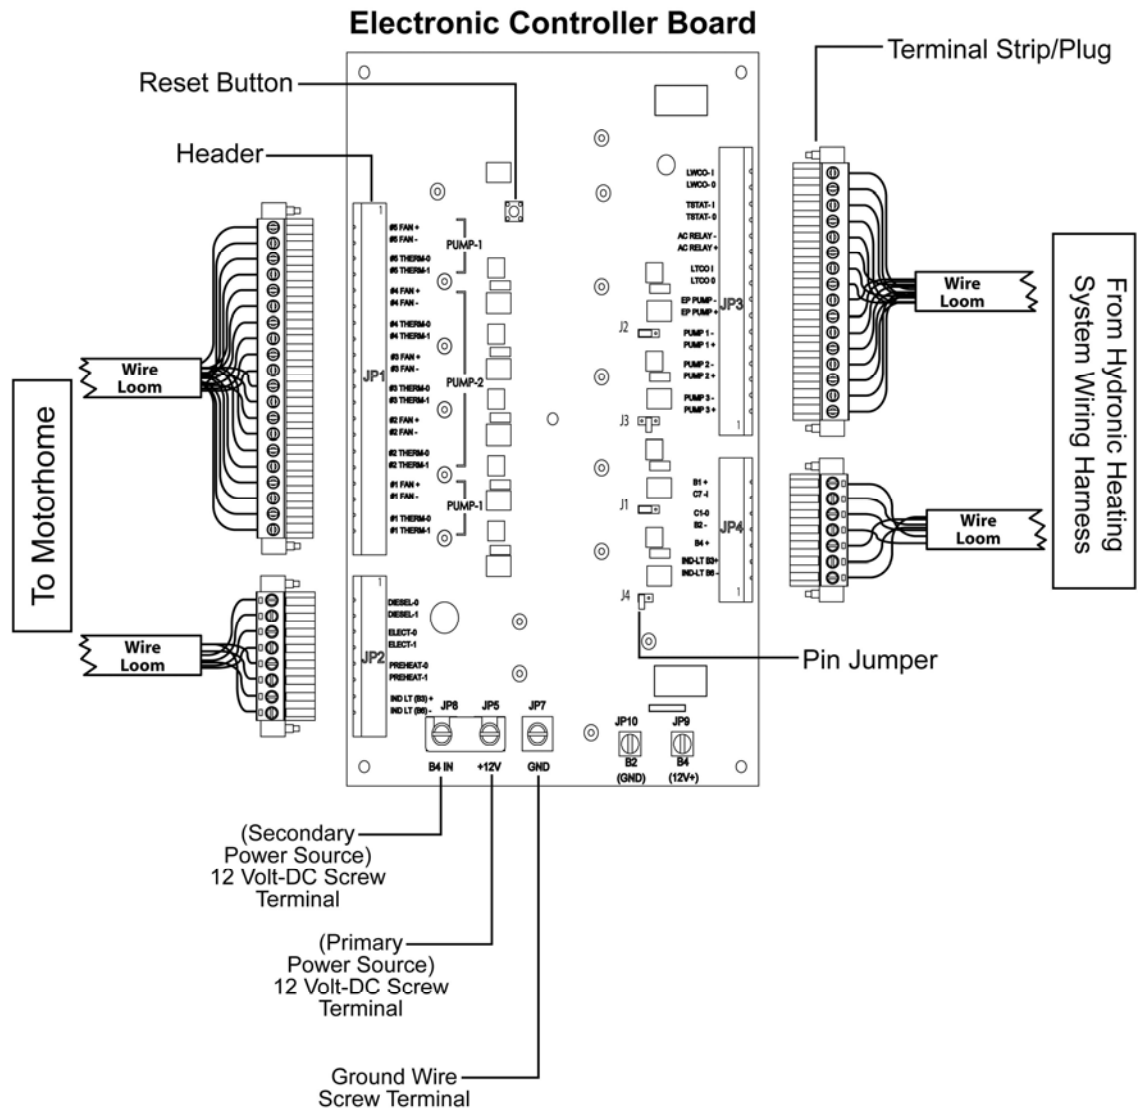 Electronic Controller Board
Reset Button
Header
Terminal Strip/Plug
To Motorhome
Wire
Loom
Wire
Loom
1
#5 FAN +
#5 FAN -
#5 THERM-0
#5 THERM-1
#4 FAN +
#4 FAN -
#4 THERM-0
#4 THERM-1
#3 FAN +
#3 FAN -
#3 THERM-0
#3 THERM-1
#2 FAN +
#2 FAN -
#2 THERM-0
#2 THERM-1
#1 FAN +
#1 FAN -
#1 THERM-0
#1 THERM-1
JP1
PUMP-1
PUMP-2
PUMP-1
1
DIESEL-0
DIESEL-1
ELECT-0
ELECT-1
PREHEAT-0
PREHEAT-1
IND LT (B3) +
IND LT (B6) -
JP2
LWCO- I
LWCO- 0
TSTAT- I
TSTAT- 0
AC RELAY -
AC RELAY +
LTCO I
LTCO 0
EP PUMP -
EP PUMP +
PUMP 1 -
PUMP 1 +
PUMP 2 -
PUMP 2 +
PUMP 3 -
PUMP 3 +
JP3
1
J2
J3
J1
J4
B1 +
C7 -I
C1-0
B2 -
B4 +
IND-LT B3+
IND-LT B6 -
JP4
1
Wire
Loom
Wire
Loom
From Hydronic Heating
System Wiring Harness
Pin Jumper
JP8
JP5
JP7
JP10
JP9
B4 IN
+12V
GND
B2
(GND)
B4
(12V+)
(Secondary
Power Source)
12 Volt-DC Screw
Terminal
(Primary
Power Source)
12 Volt-DC Screw
Terminal
Ground Wire
Screw Terminal